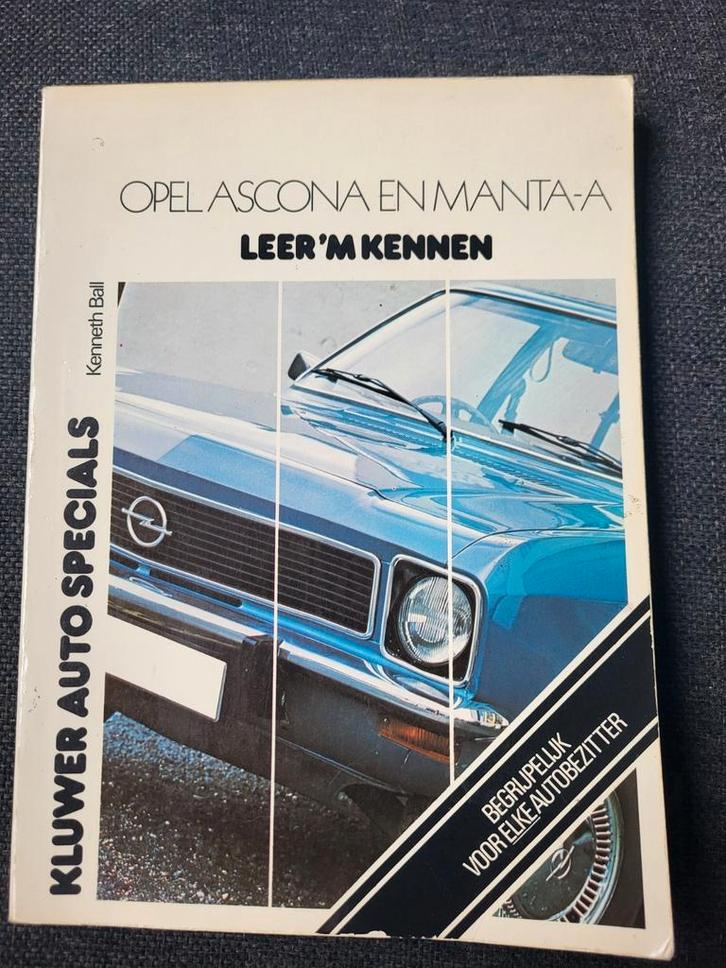 OPEL ASCONA EN MANTA-A
LEER 'M KENNEN
Kenneth Ball
KLUWER AUTO SPECIALS
BEGRIJPELIJK
VOOR ELKE AUTOBEZITTER